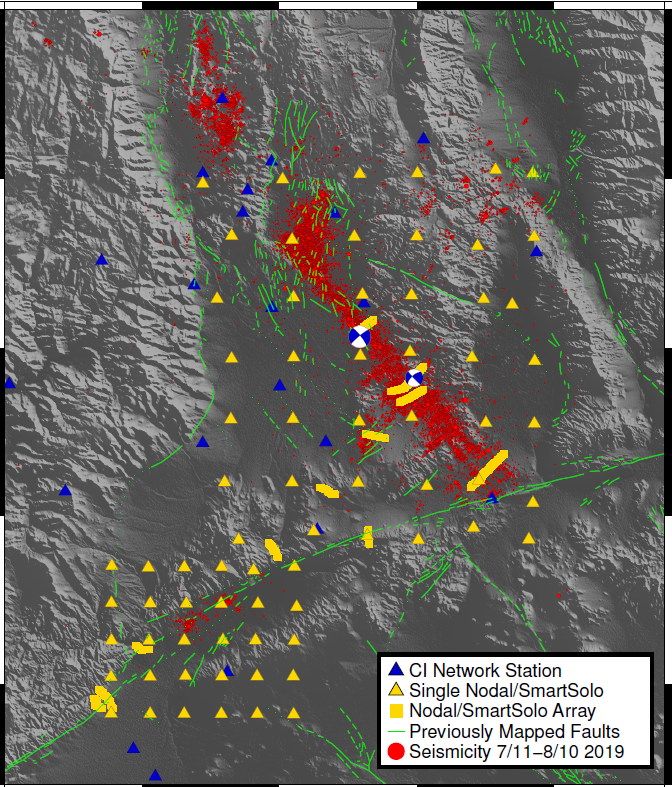 CI Network Station
Single Nodal/SmartSolo
Nodal/SmartSolo Array
Previously Mapped Faults
Seismicity 7/11−8/10 2019